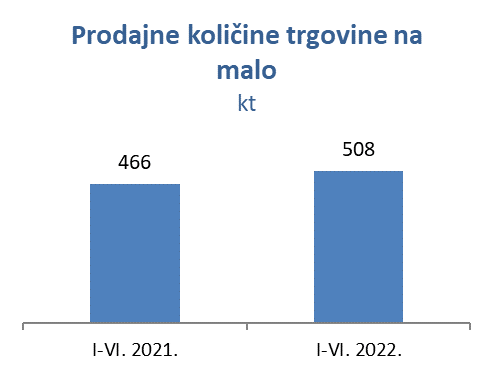 Prodajne količine trgovine na
malo
kt
466
508
I-VI. 2021.
I-VI. 2022.